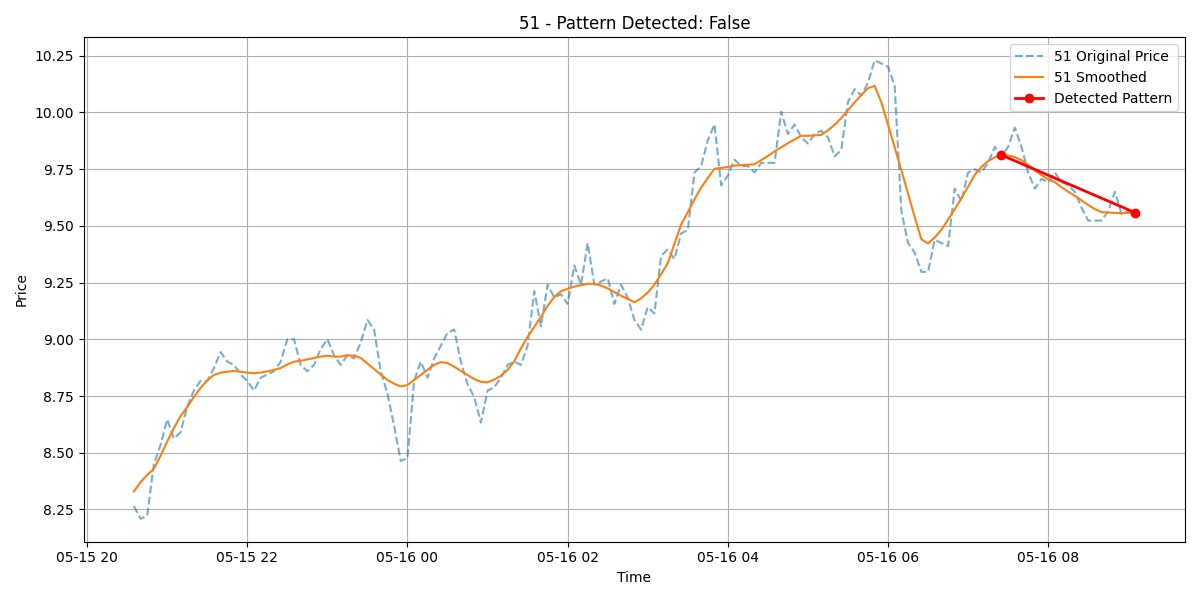 51 - Pattern Detected: False
10.25
10.00
9.75
9.50
9.25
9.00
8.75
8.50
8.25
Price
51 Original Price
51 Smoothed
Detected Pattern
05-15 20 05-15 22 05-16 00 05-16 02 05-16 04 05-16 06 05-16 08
Time